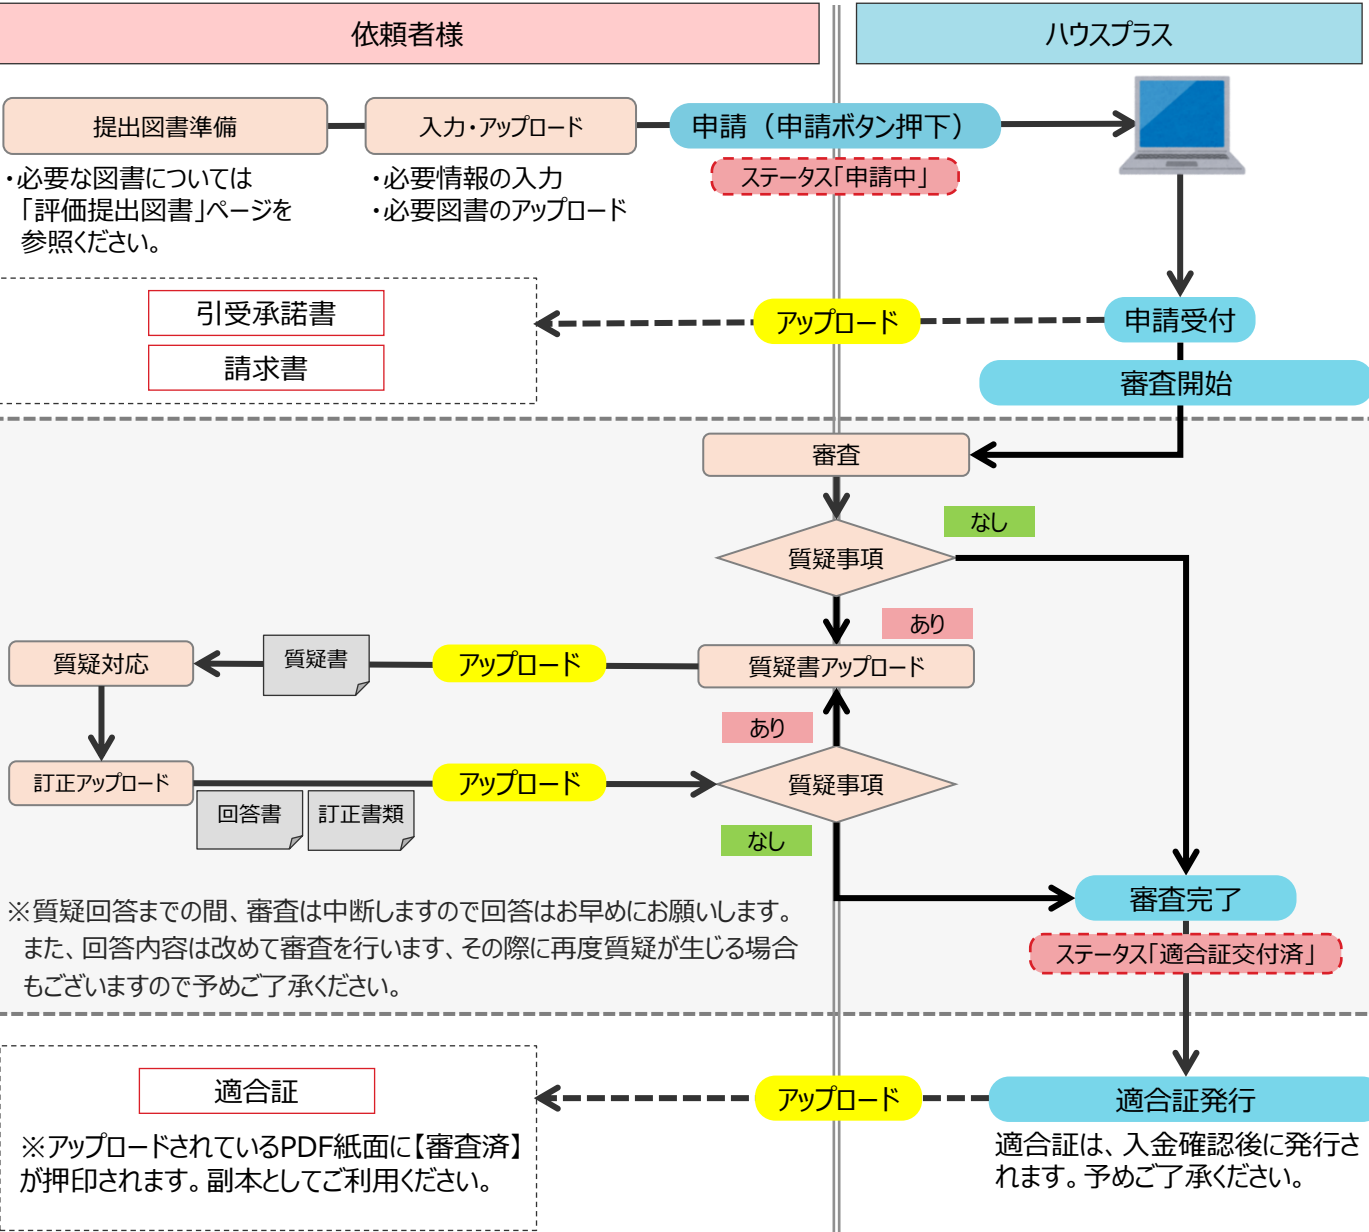 依頼者様
ハウスプラス
提出図書準備
入力・アップロード
申請（申請ボタン押下）
ステータス「申請中」
・必要な図書については
「評価提出図書」ページを
参照ください。
・必要情報の入力
・必要図書のアップロード
引受承諾書
請求書
アップロード
申請受付
審査開始
審査
質疑事項
なし
あり
質疑対応
質疑書
アップロード
質疑書アップロード
あり
訂正アップロード
回答書
訂正書類
アップロード
質疑事項
なし
※質疑回答までの間、審査は中断しますので回答はお早めにお願いします。
また、回答内容は改めて審査を行います、その際に再度質疑が生じる場合
もございますので予めご了承ください。
審査完了
ステータス「適合証交付済」
適合証
アップロード
適合証発行
※アップロードされているPDF紙面に【審査済】
が押印されます。副本としてご利用ください。
適合証は、入金確認後に発行さ
れます。予めご了承ください。